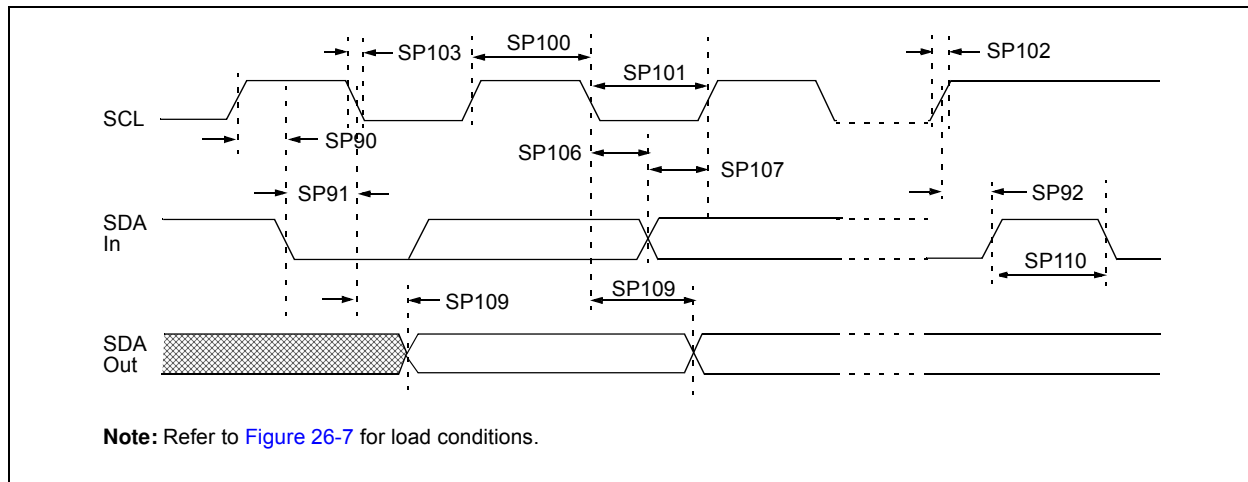 SP103
SP100
SP101
SP102
SCL
SP90
SP106
SP107
SP91
SP92
SDA
In
SP110
SP109
SP109
SDA
Out
Note: Refer to Figure 26-7 for load conditions.